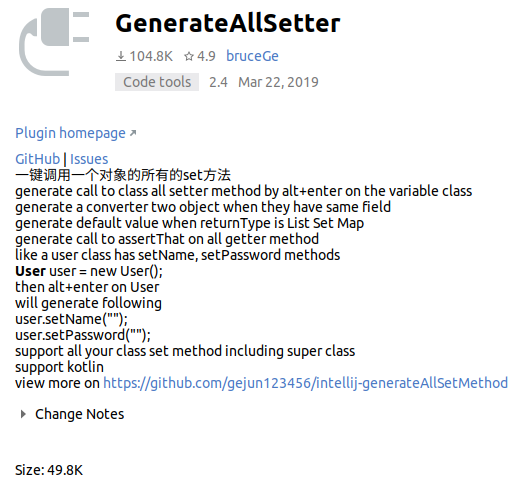 GenerateAllSetter
104.8K 4.9 bruceGe
Code tools 2.4 Mar 22, 2019
Plugin homepage
GitHub | Issues
一键调用一个对象的所有的set方法
generate call to class all setter method by alt+enter on the variable class
generate a converter two object when they have same field
generate default value when returnType is List Set Map
generate call to assertThat on all getter method
like a user class has setName, setPassword methods
User user = new User();
then alt+enter on User
will generate following
user.setName("");
user.setPassword("");
support all your class set method including super class
support kotlin
view more on https://github.com/gejun123456/intellij-generateAllSetMethod
Change Notes
Size: 49.8K